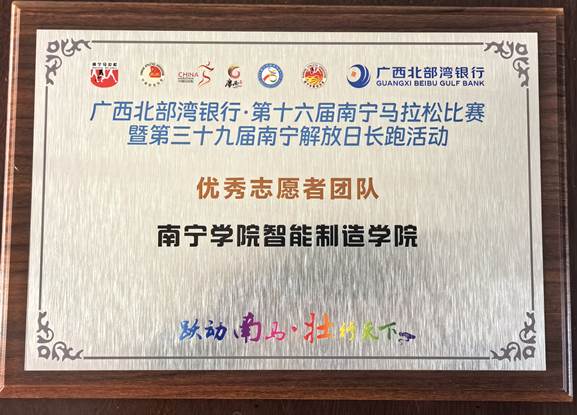 CHINA
广西北部湾银行
GUANGXI BEIBU GULF BANK
广西北部湾银行·第十六届南宁马拉松比赛
暨第三十九届南宁解放日长跑活动
优秀志愿者团队
南宁学院智能制造学院
跃动南马·壮行天下